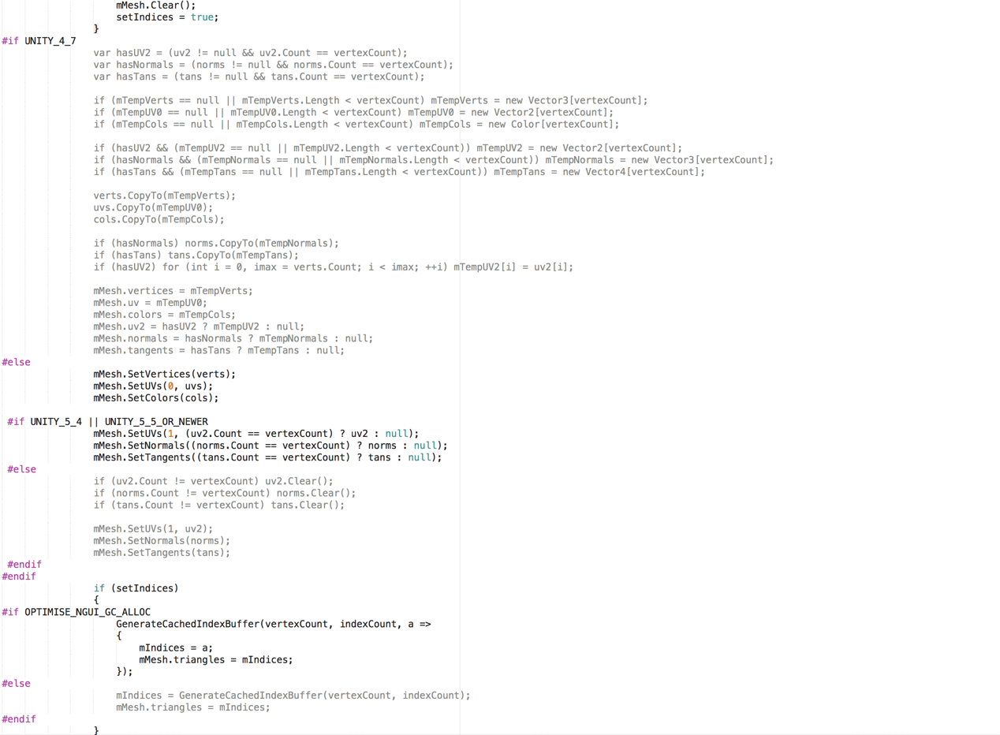 mMesh.Clear();
setIndices = true;
}
#if UNITY_4_7
var hasUV2 = (uv2 != null && uv2.Count == vertexCount);
var hasNormals = (norms != null && norms.Count == vertexCount);
var hasTans = (tans != null && tans.Count == vertexCount);
if (mTempVerts == null || mTempVerts.Length < vertexCount) mTempVerts = new Vector3[vertexCount];
if (mTempUV0 == null || mTempUV0.Length < vertexCount) mTempUV0 = new Vector2[vertexCount];
if (mTempCols == null || mTempCols.Length < vertexCount) mTempCols = new Color[vertexCount];
if (hasUV2 && (mTempUV2 == null || mTempUV2.Length < vertexCount)) mTempUV2 = new Vector2[vertexCount];
if (hasNormals && (mTempNormals == null || mTempNormals.Length < vertexCount)) mTempNormals = new Vector3[vertexCount];
if (hasTans && (mTempTans == null || mTempTans.Length < vertexCount)) mTempTans = new Vector4[vertexCount];
verts.CopyTo(mTempVerts);
uvs.CopyTo(mTempUV0);
cols.CopyTo(mTempCols);
if (hasNormals) norms.CopyTo(mTempNormals);
if (hasTans) tans.CopyTo(mTempTans);
if (hasUV2) for (int i = 0, imax = verts.Count; i < imax; ++i) mTempUV2[i] = uv2[i];
mMesh.vertices = mTempVerts;
mMesh.uv = mTempUV0;
mMesh.colors = mTempCols;
mMesh.uv2 = hasUV2 ? mTempUV2 : null;
mMesh.normals = hasNormals ? mTempNormals : null;
mMesh.tangents = hasTans ? mTempTans : null;
#else
mMesh.SetVertices(verts);
mMesh.SetUVs(0, uvs);
mMesh.SetColors(cols);
#if UNITY_5_4 || UNITY_5_5_OR_NEWER
mMesh.SetUVs(1, (uv2.Count == vertexCount) ? uv2 : null);
mMesh.SetNormals((norms.Count == vertexCount) ? norms : null);
mMesh.SetTangents((tans.Count == vertexCount) ? tans : null);
#else
if (uv2.Count != vertexCount) uv2.Clear();
if (norms.Count != vertexCount) norms.Clear();
if (tans.Count != vertexCount) tans.Clear();
mMesh.SetUVs(1, uv2);
mMesh.SetNormals(norms);
mMesh.SetTangents(tans);
#endif
#endif
if (setIndices)
{
#if OPTIMISE_NGUI_GC_ALLOC
GenerateCachedIndexBuffer(vertexCount, indexCount, a =>
{
mIndices = a;
mMesh.triangles = mIndices;
});
#else
mIndices = GenerateCachedIndexBuffer(vertexCount, indexCount);
mMesh.triangles = mIndices;
#endif
}